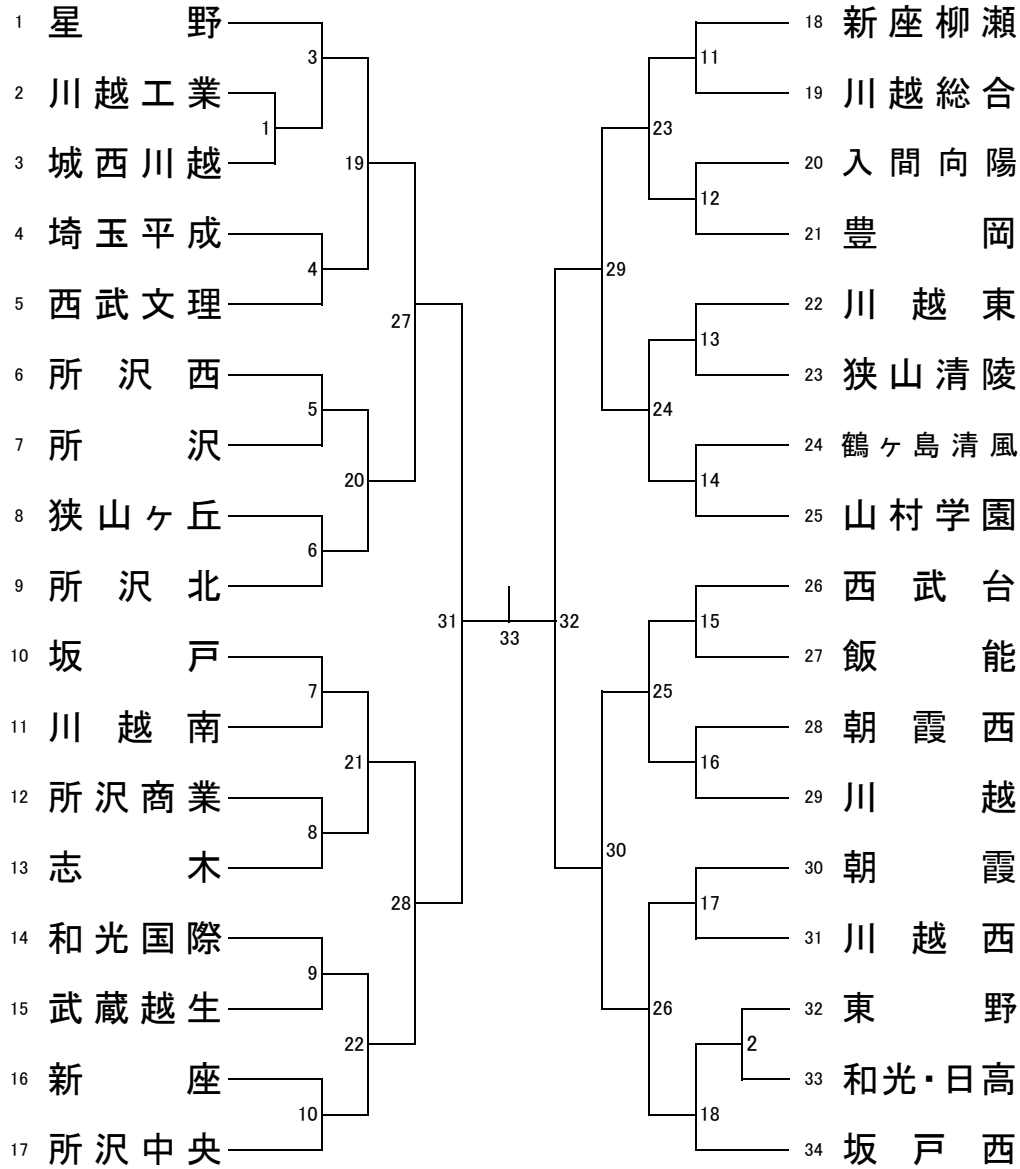 1 星野
2 川越工業
3 城西川越
4 埼玉平成
5 西武文理
6 所沢西
7 所沢
8 狭山ヶ丘
9 所沢北
10 坂戸
11 川越南
12 所沢商業
13 志木
14 和光国際
15 武蔵越生
16 新座
17 所沢中央
3
1
19
4
27
5
20
6
31
7
21
8
28
9
22
10
33
32
29
23
11
12
24
13
14
30
25
15
16
26
17
2
18
18 新座柳瀬
19 川越総合
20 入間向陽
21 豊岡
22 川越東
23 狭山清陵
24 鶴ヶ島清風
25 山村学園
26 西武台
27 飯能
28 朝霞西
29 川越
30 朝霞
31 川越西
32 東野
33 和光・日高
34 坂戸西